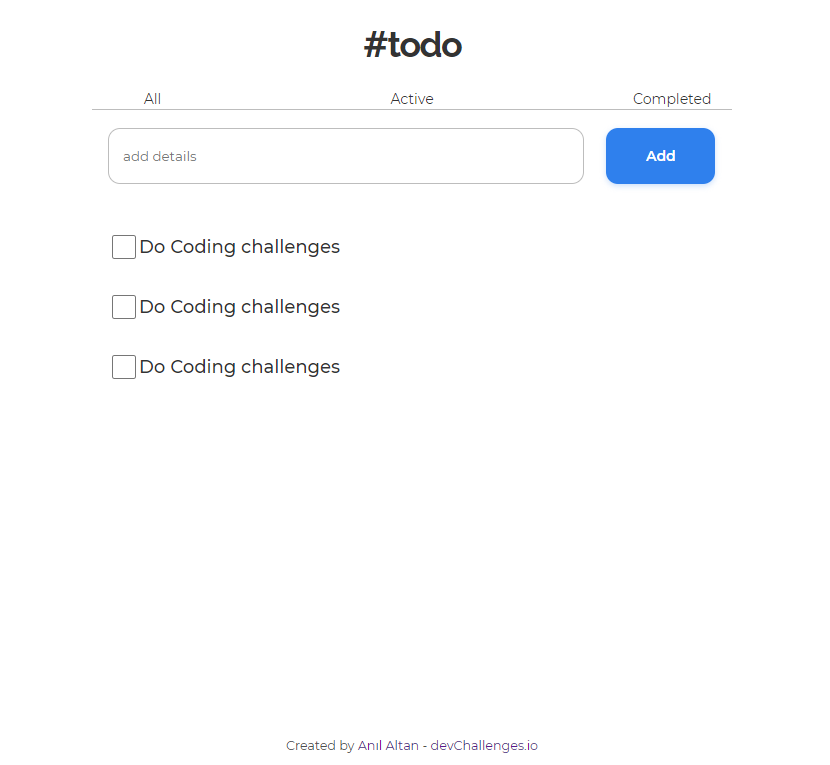 #todo
All Active Completed
add details Add
Do Coding challenges
Do Coding challenges
Do Coding challenges
Created by Anıl Altan - devChallenges.io